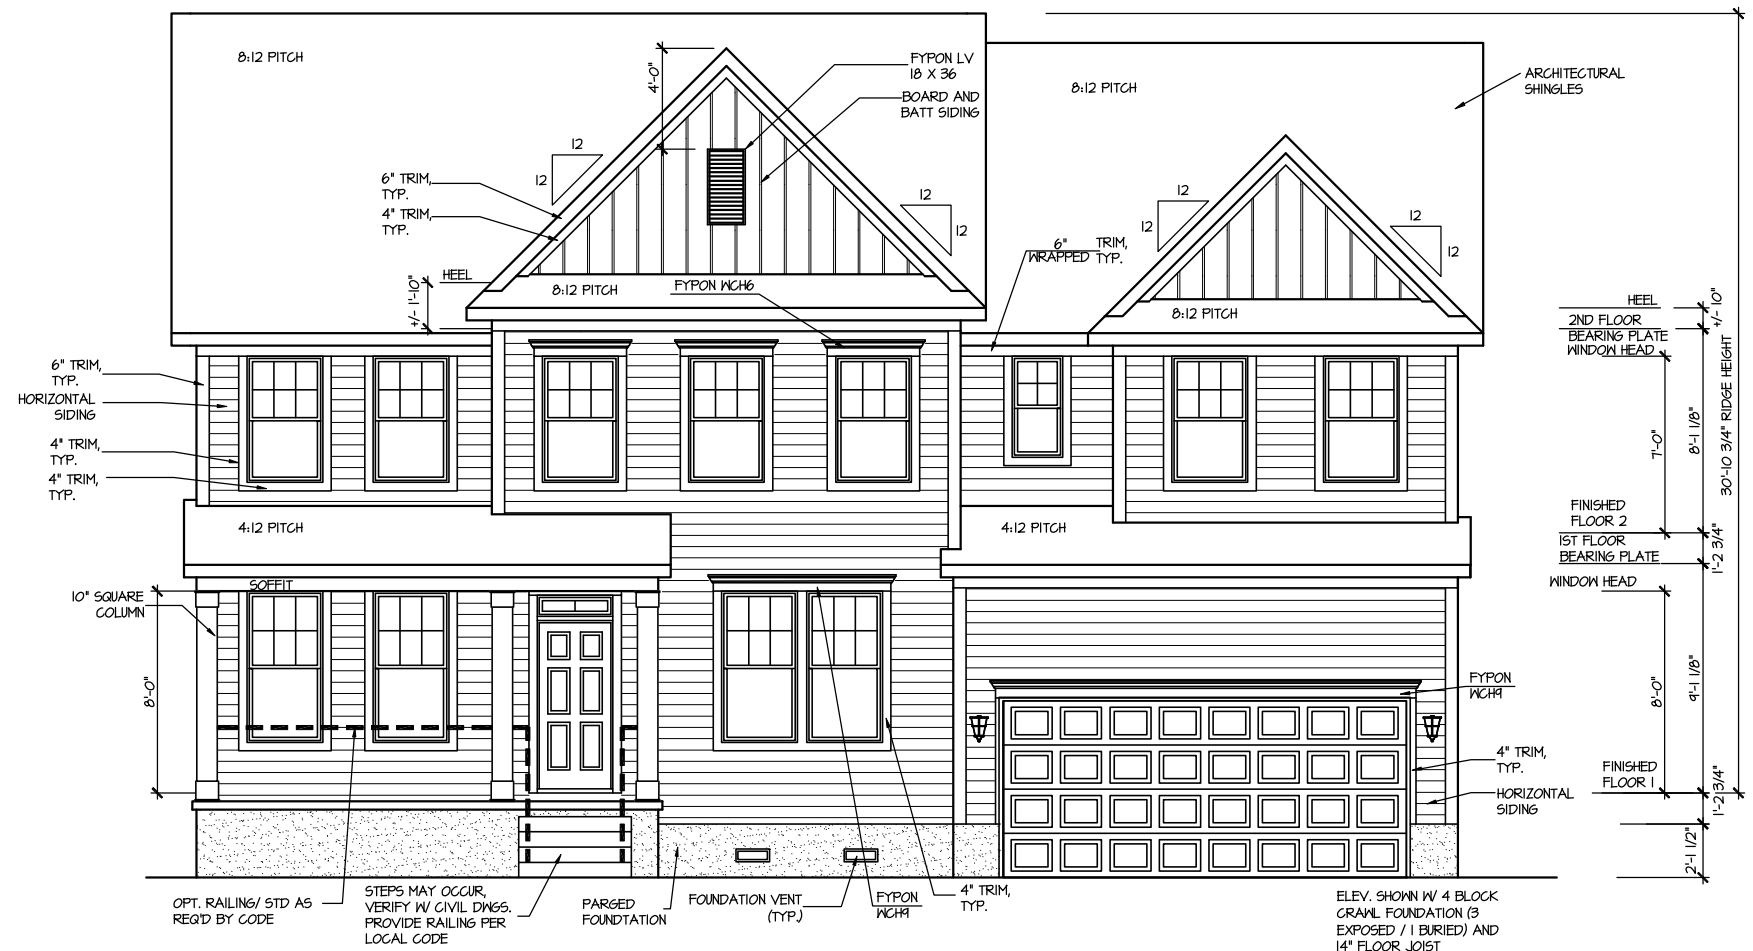 8:12 PITCH
4'-0"
FYPON LV
18 X 36
BOARD AND
BATT SIDING
8:12 PITCH
ARCHITECTURAL
SHINGLES
12
12
6" TRIM,
TYP.
4" TRIM,
TYP.
12
12
12
12
12
12
6" TRIM,
WRAPPED TYP.
HEEL
+/- 1'-10"
8:12 PITCH
FYPON WCH6
8:12 PITCH
HEEL
+/- 10"
2ND FLOOR
BEARING PLATE
WINDOW HEAD
6" TRIM,
TYP.
HORIZONTAL
SIDING
4" TRIM,
TYP.
4" TRIM,
TYP.
7'-0"
8'-1 1/8"
30'-10 3/4" RIDGE HEIGHT
4:12 PITCH
4:12 PITCH
FINISHED
FLOOR 2
1ST FLOOR
BEARING PLATE
1'-2 3/4"
WINDOW HEAD
SOFFIT
10" SQUARE
COLUMN
8'-0"
FYPON
WCH9
8'-0"
9'-1 1/8"
4" TRIM,
TYP.
FINISHED
FLOOR 1
HORIZONTAL
SIDING
1'-2 3/4"
2'-1 1/2"
OPT. RAILING/ STD AS
REQ'D BY CODE
STEPS MAY OCCUR,
VERIFY W/ CIVIL DWGS.
PROVIDE RAILING PER
LOCAL CODE
PARGED
FOUNDTATION
FOUNDATION VENT
(TYP.)
FYPON
WCH9
4" TRIM,
TYP.
ELEV. SHOWN W/ 4 BLOCK
CRAWL FOUNDATION (3
EXPOSED / 1 BURIED) AND
14" FLOOR JOIST